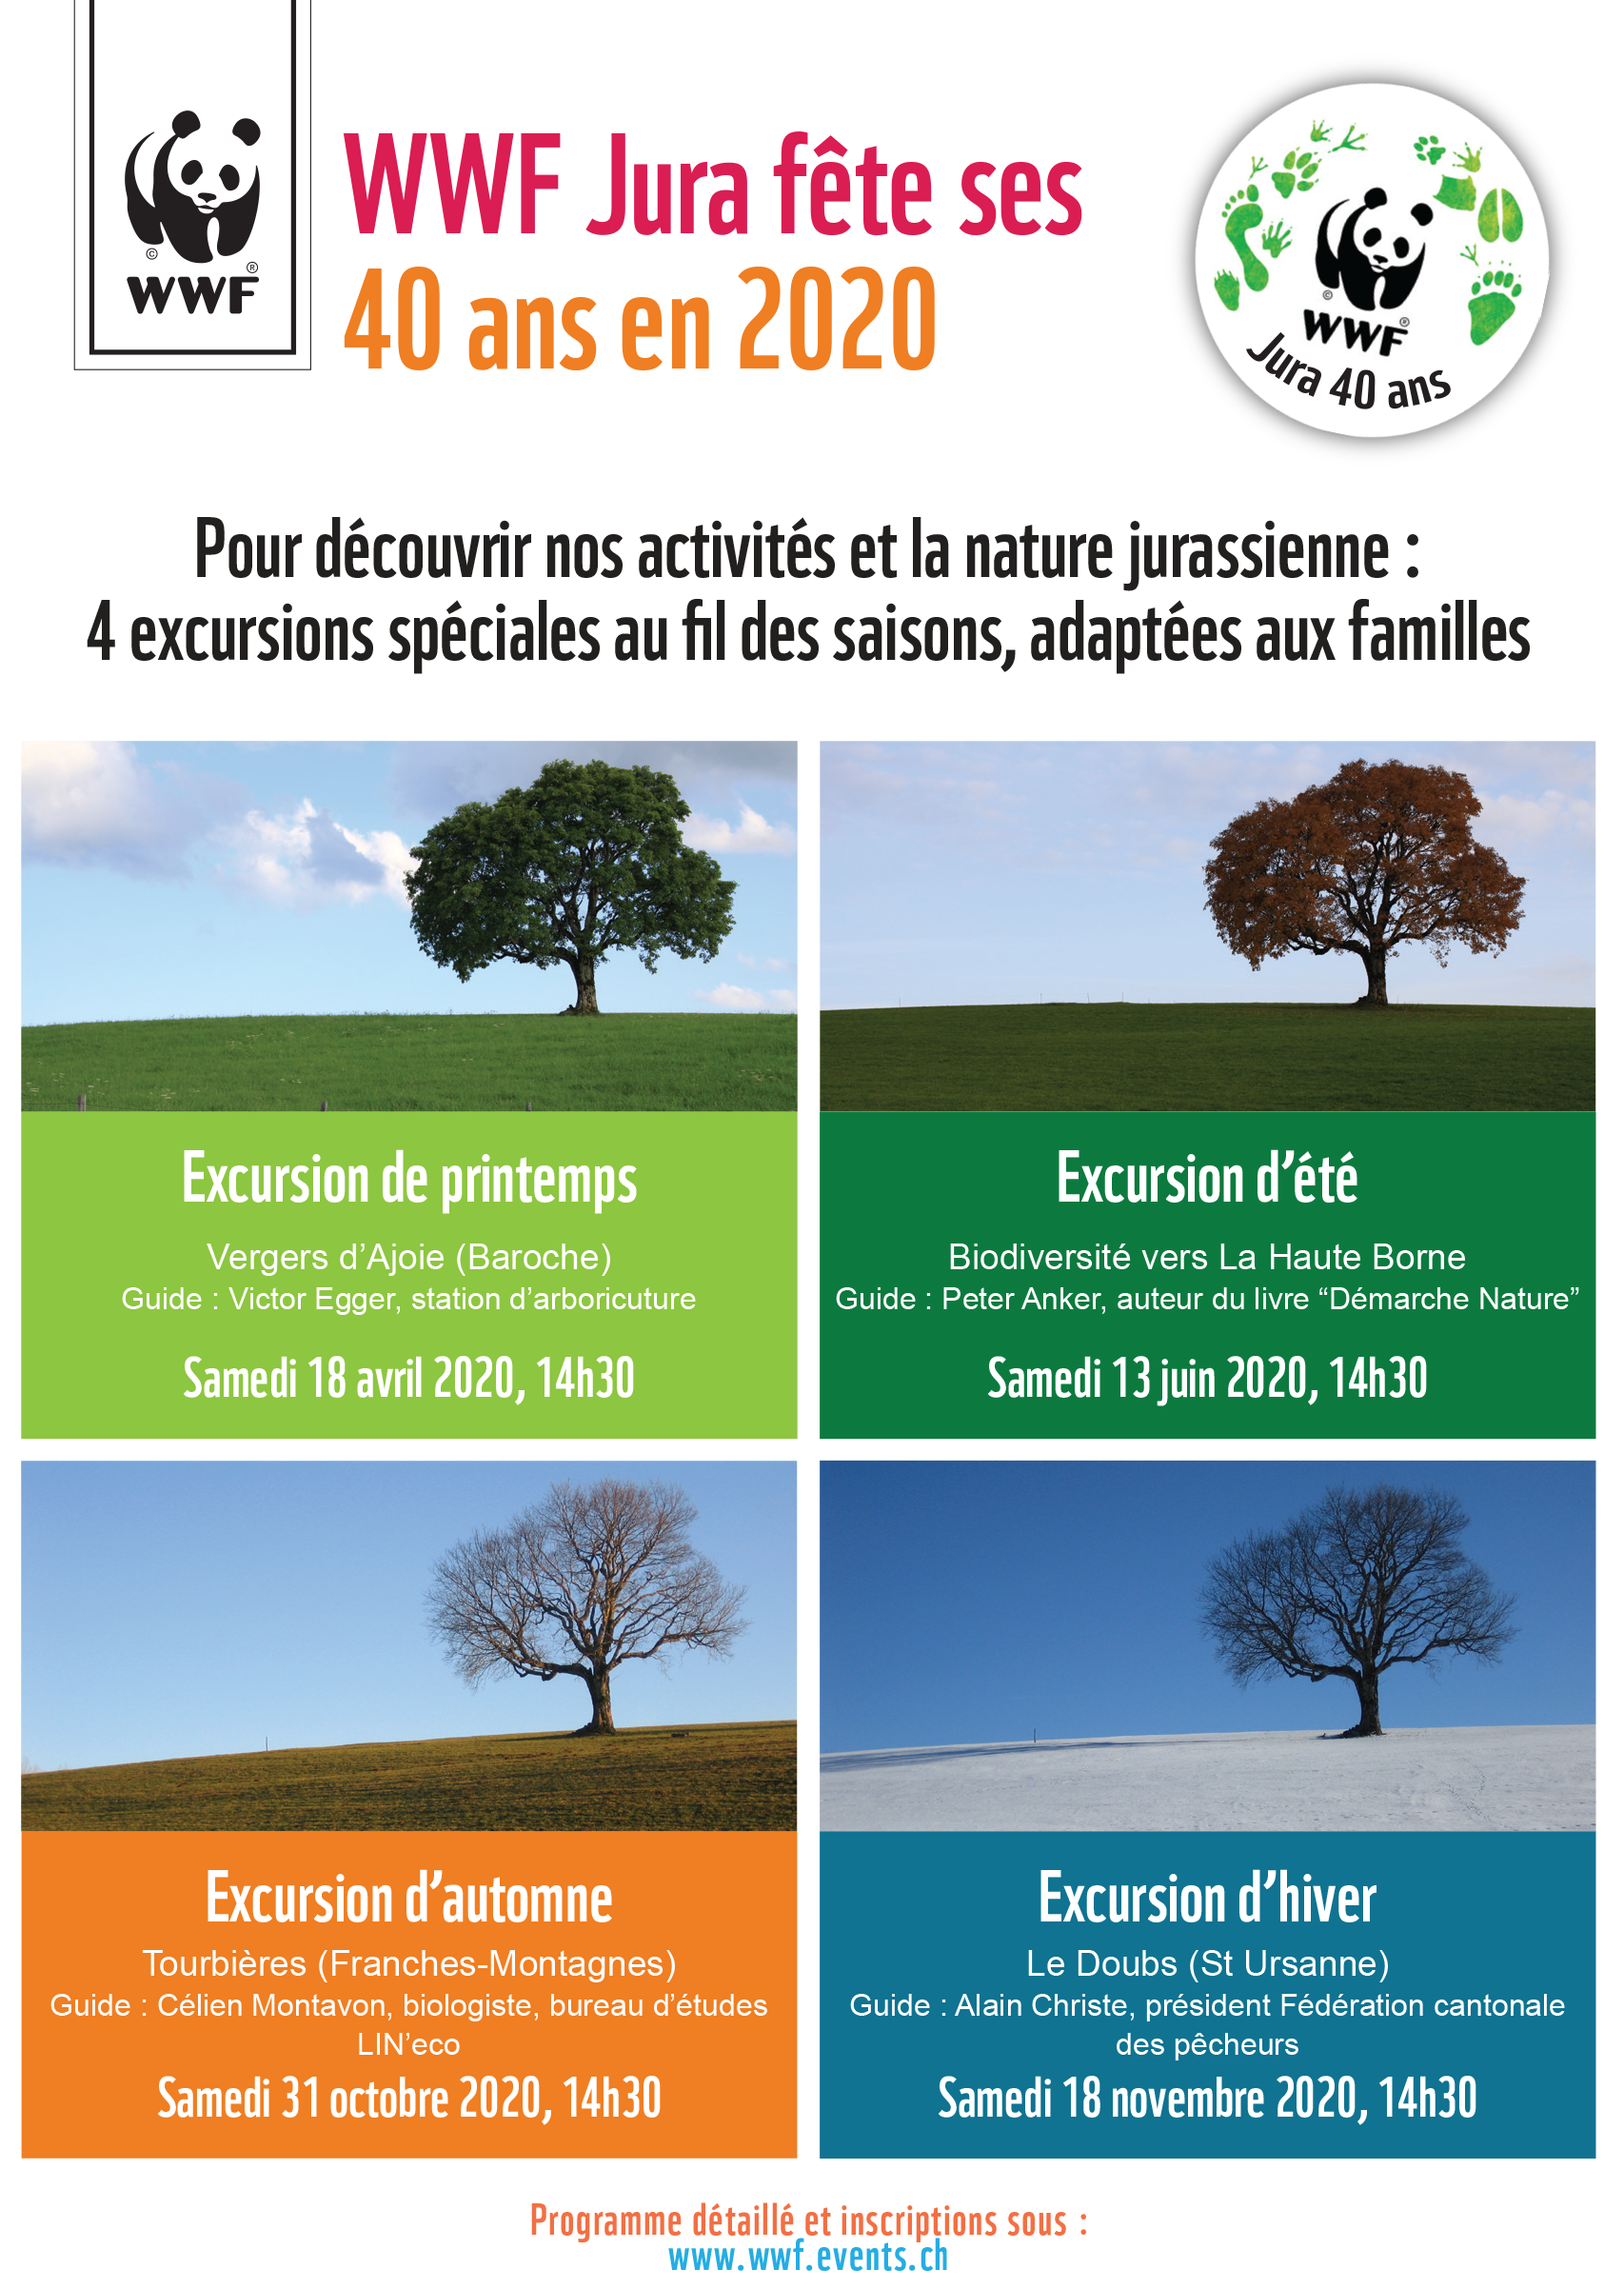 WWF
WWF Jura fête ses
40 ans en 2020
WWF
Jura 40 ans
Pour découvrir nos activités et la nature jurassienne :
4 excursions spéciales au fil des saisons, adaptées aux familles
Excursion de printemps
Vergers d’Ajoie (Baroche)
Guide : Victor Egger, station d’arboricuture
Samedi 18 avril 2020, 14h30
Excursion d’été
Biodiversité vers La Haute Borne
Guide : Peter Anker, auteur du livre “Démarche Nature”
Samedi 13 juin 2020, 14h30
Excursion d’automne
Tourbières (Franches-Montagnes)
Guide : Célien Montavon, biologiste, bureau d’études
LIN’eco
Samedi 31 octobre 2020, 14h30
Excursion d’hiver
Le Doubs (St Ursanne)
Guide : Alain Christe, président Fédération cantonale
des pêcheurs
Samedi 18 novembre 2020, 14h30
Programme détaillé et inscriptions sous :
www.wwf.events.ch